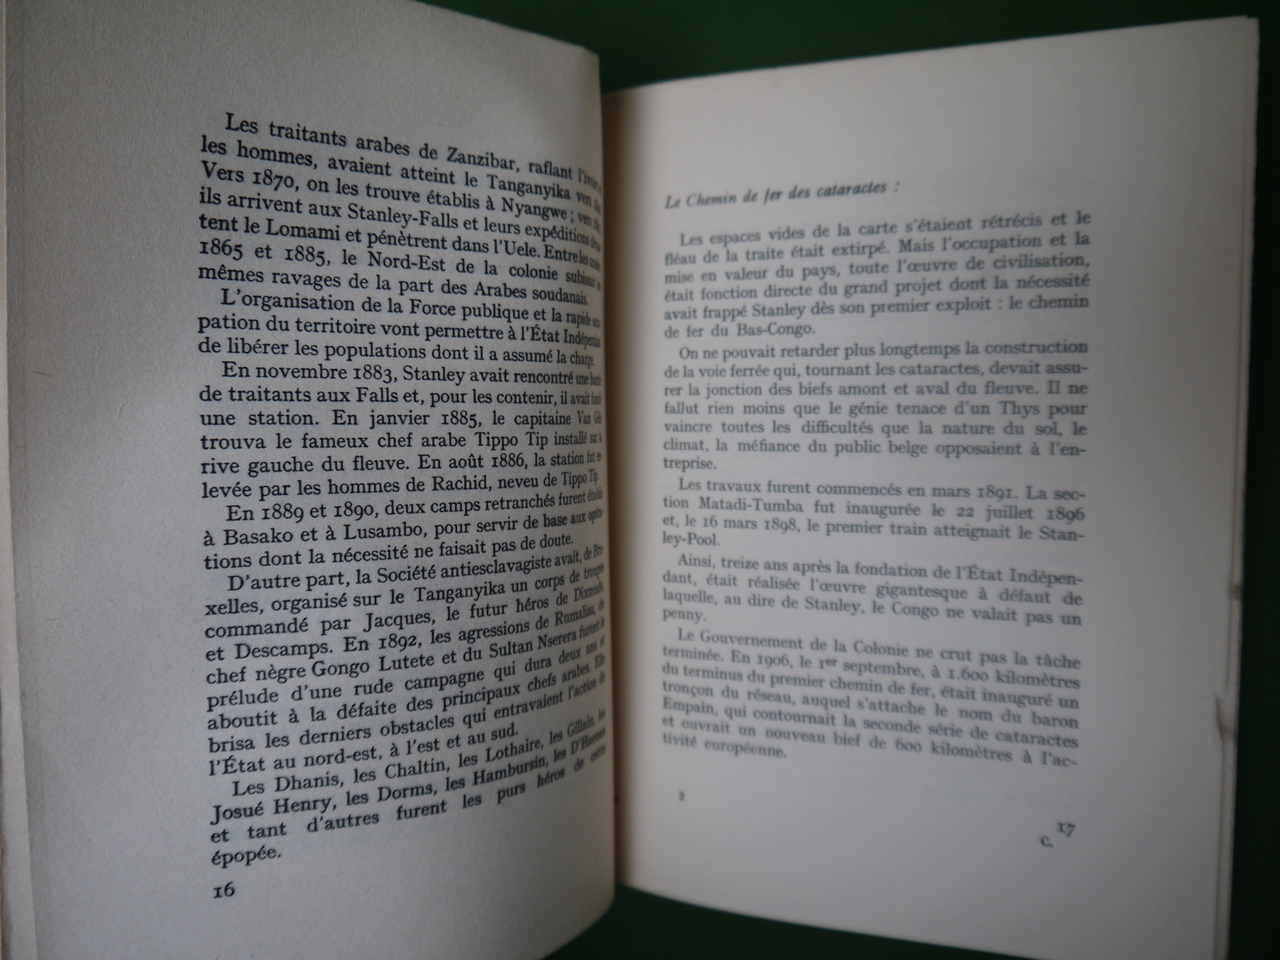 Les traitants arabes de Zanzibar, raflant
les hommes, avaient atteint le Tanganyika
Vers 1870, on les trouve établis à Nyangwe ;
ils arrivent aux Stanley-Falls et leurs expéditions
tent le Lomami et pénètrent dans l'Uele. Entre les
1865 et 1885, le Nord-Est de la colonie
mêmes ravages de la part des Arabes soudanais.
L'organisation de la Force publique et la rapide
pation du territoire vont permettre à l'État
de libérer les populations dont il a assumé la charge.
En novembre 1883, Stanley avait rencontré une
de traitants aux Falls et, pour les contenir, il avait
une station. En janvier 1885, le capitaine Van
trouva le fameux chef arabe Tippo Tip installé sur la
rive gauche du fleuve. En août 1886, la station fut
levée par les hommes de Rachid, neveu de Tippo Tip.
En 1889 et 1890, deux camps retranchés furent
à Basako et à Lusambo, pour servir de base aux
tions dont la nécessité ne faisait pas de doute.
D'autre part, la Société antiesclavagiste avait, de
xelles, organisé sur le Tanganyika un corps de
commandé par Jacques, le futur héros de Dixmude,
et Descamps. En 1892, les agressions de Rumaliza, du
chef nègre Gongo Lutete et du Sultan Nserera furent le
prélude d'une rude campagne qui dura deux ans et
aboutit à la défaite des principaux chefs arabes. Elle
brisa les derniers obstacles qui entravaient l'action de
l'État au nord-est, à l'est et au sud.
Les Dhanis, les Chaltin, les Lothaire, les Gillain, les
Josué Henry, les Dorms, les Hambursin, les
et tant d'autres furent les purs héros de cette
épopée.
16
Le Chemin de fer des cataractes :
Les espaces vides de la carte s'étaient rétrécis et le
fléau de la traite était extirpé. Mais l'occupation et la
mise en valeur du pays, toute l'œuvre de civilisation,
était fonction directe du grand projet dont la nécessité
avait frappé Stanley dès son premier exploit : le chemin
de fer du Bas-Congo.
On ne pouvait retarder plus longtemps la construction
de la voie ferrée qui, tournant les cataractes, devait assu-
rer la jonction des biefs amont et aval du fleuve. Il ne
fallut rien moins que le génie tenace d'un Thys pour
vaincre toutes les difficultés que la nature du sol, le
climat, la méfiance du public belge opposaient à l'en-
treprise.
Les travaux furent commencés en mars 1891. La sec-
tion Matadi-Tumba fut inaugurée le 22 juillet 1896
et, le 16 mars 1898, le premier train atteignait le Stan-
ley-Pool.
Ainsi, treize ans après la fondation de l'État Indépen-
dant, était réalisée l'œuvre gigantesque à défaut de
laquelle, au dire de Stanley, le Congo ne valait pas un
penny.
Le Gouvernement de la Colonie ne crut pas la tâche
terminée. En 1906, le 1er septembre, à 1.600 kilomètres
du terminus du premier chemin de fer, était inauguré un
tronçon du réseau, auquel s'attache le nom du baron
Empain, qui contournait la seconde série de cataractes
et ouvrait un nouveau bief de 600 kilomètres à l'ac-
tivité européenne.
17
C.